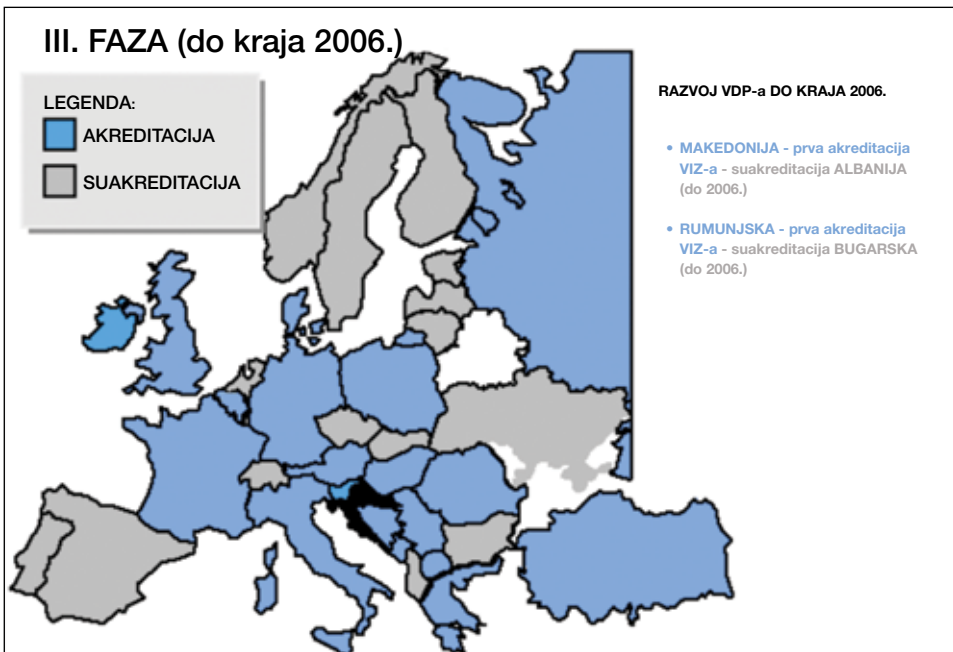 III. FAZA (do kraja 2006.)
LEGENDA:
AKREDITACIJA
SUAKREDITACIJA
RAZVOJ VDP-a DO KRAJA 2006.
• MAKEDONIJA - prva akreditacija
VIZ-a - suakreditacija ALBANIJA
(do 2006.)
• RUMUNJSKA - prva akreditacija
VIZ-a - suakreditacija BUGARSKA
(do 2006.)